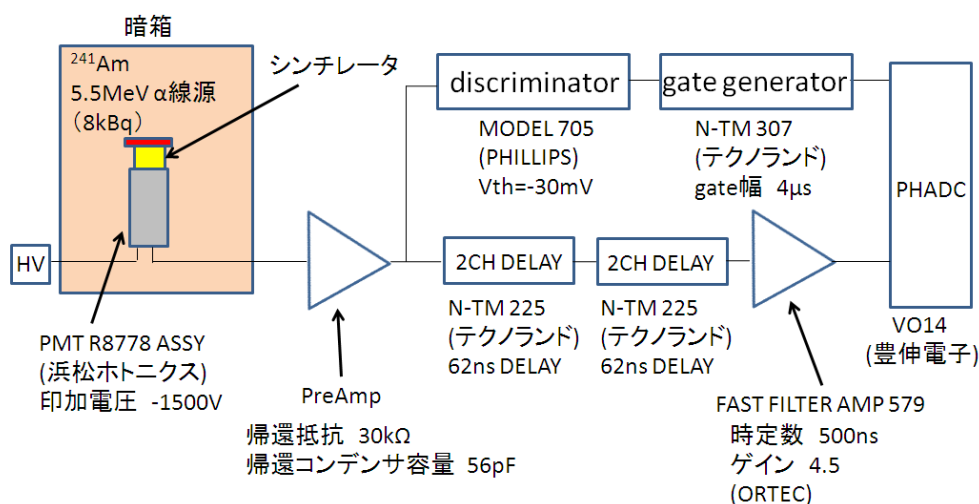 暗箱
²⁴¹Am
5.5MeV α線源
(8kBq)
シンチレータ
HV
PMT R8778 ASSY
(浜松ホトニクス)
印加電圧 -1500V
PreAmp
帰還抵抗 30kΩ
帰還コンデンサ容量 56pF
discriminator
MODEL 705
(PHILLIPS)
Vth=-30mV
gate generator
N-TM 307
(テクノランド)
gate幅 4μs
2CH DELAY
N-TM 225
(テクノランド)
62ns DELAY
2CH DELAY
N-TM 225
(テクノランド)
62ns DELAY
FAST FILTER AMP 579
時定数 500ns
ゲイン 4.5
(ORTEC)
PHADC
VO14
(豊伸電子)